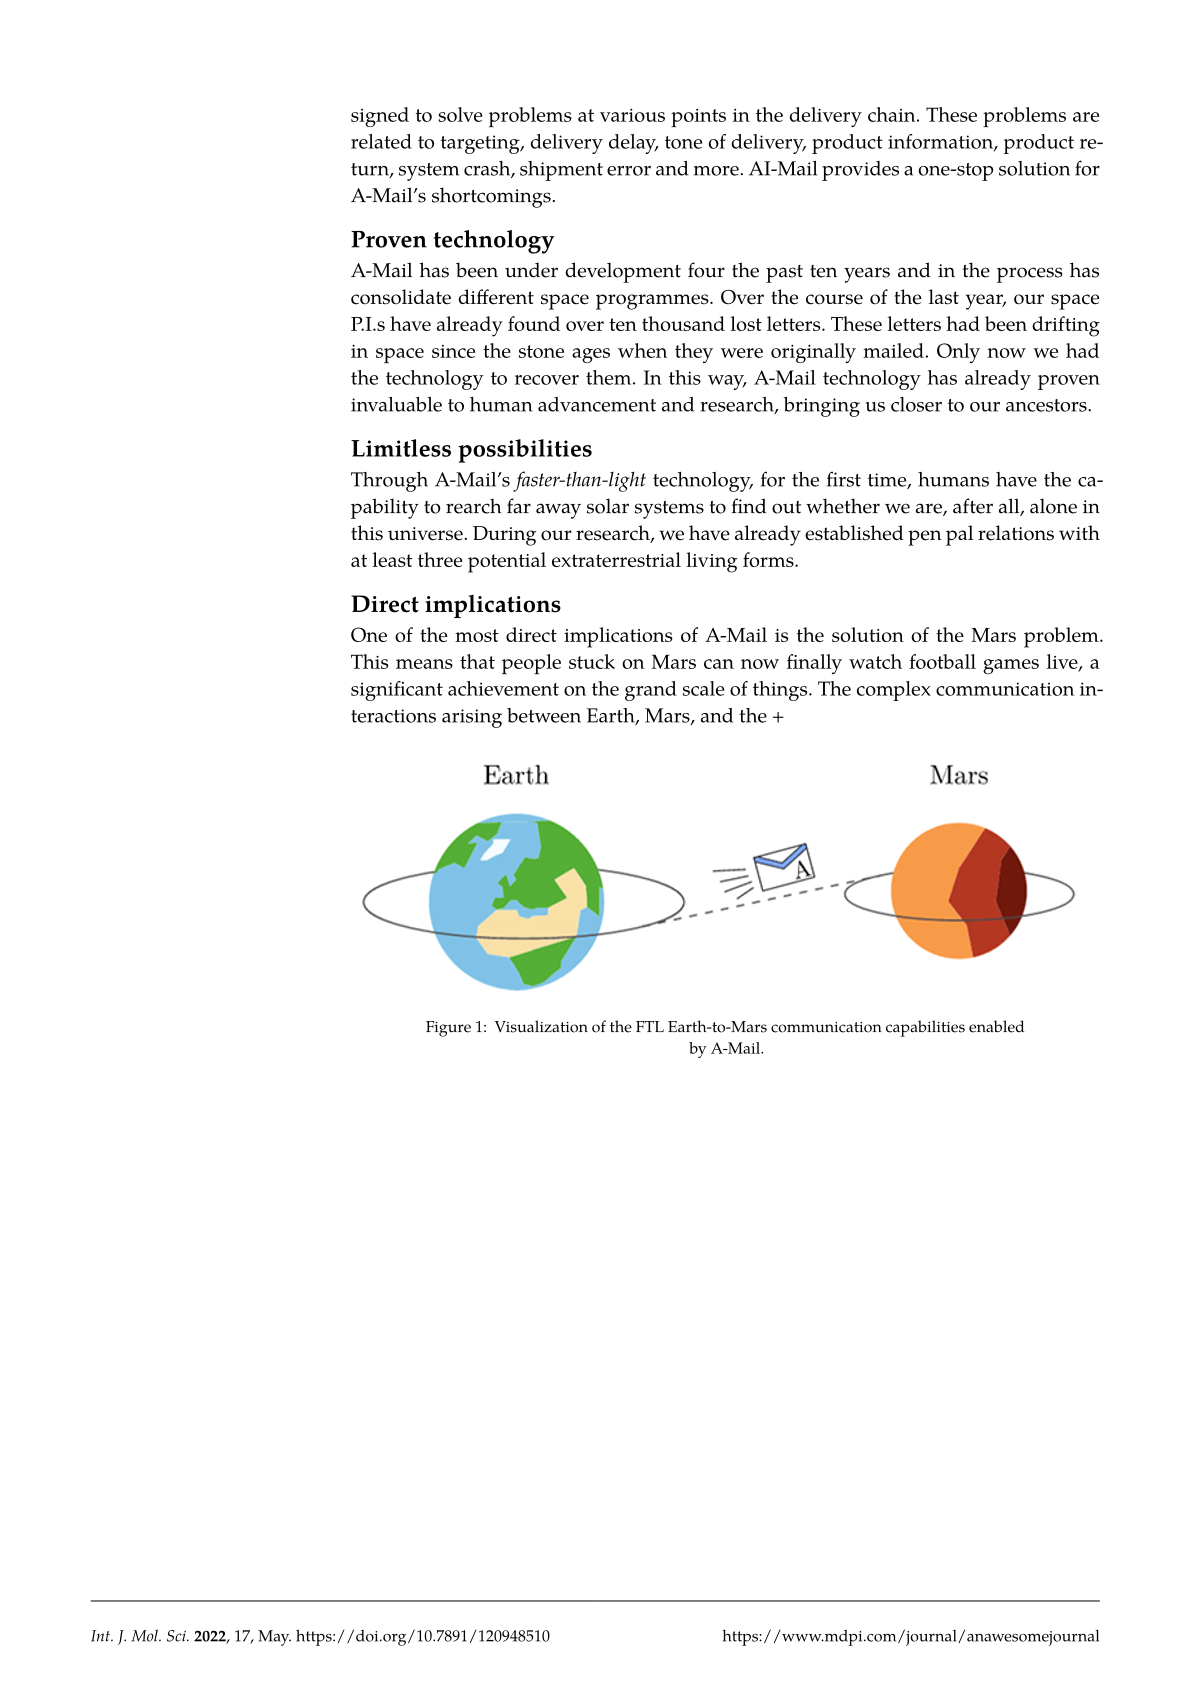 signed to solve problems at various points in the delivery chain. These problems are
related to targeting, delivery delay, tone of delivery, product information, product re-
turn, system crash, shipment error and more. AI-Mail provides a one-stop solution for
A-Mail's shortcomings.
Proven technology
A-Mail has been under development four the past ten years and in the process has
consolidate different space programmes. Over the course of the last year, our space
P.I.s have already found over ten thousand lost letters. These letters had been drifting
in space since the stone ages when they were originally mailed. Only now we had
the technology to recover them. In this way, A-Mail technology has already proven
invaluable to human advancement and research, bringing us closer to our ancestors.
Limitless possibilities
Through A-Mail's faster-than-light technology, for the first time, humans have the ca-
pability to rearch far away solar systems to find out whether we are, after all, alone in
this universe. During our research, we have already established pen pal relations with
at least three potential extraterrestrial living forms.
Direct implications
One of the most direct implications of A-Mail is the solution of the Mars problem.
This means that people stuck on Mars can now finally watch football games live, a
significant achievement on the grand scale of things. The complex communication in-
teractions arising between Earth, Mars, and the +
Earth
Mars
A
Figure 1: Visualization of the FTL Earth-to-Mars communication capabilities enabled
by A-Mail.
Int. J. Mol. Sci. 2022, 17, May. https://doi.org/10.7891/120948510
https://www.mdpi.com/journal/anawesomejournal